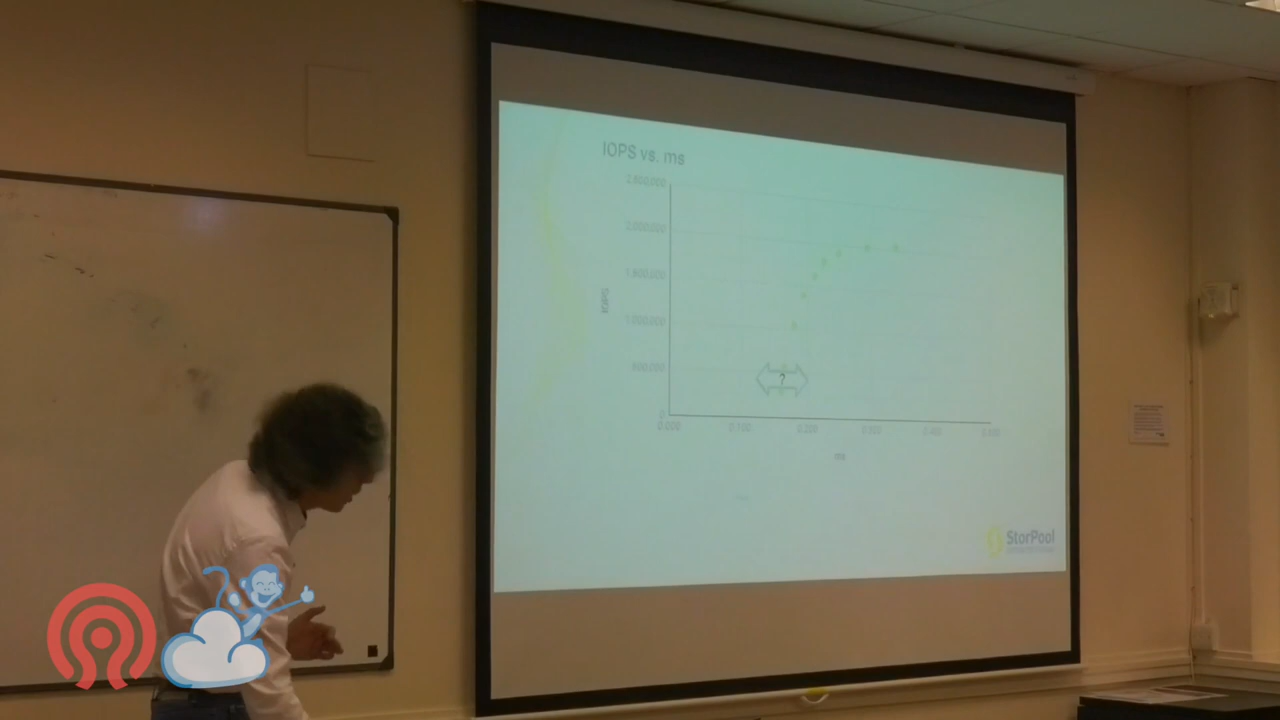 IOPS vs. ms
2,500,000
2,000,000
1,500,000
IOPS
1,000,000
500,000
?
0
0.000 0.100 0.200 0.300 0.400 0.500
ms
StorPool